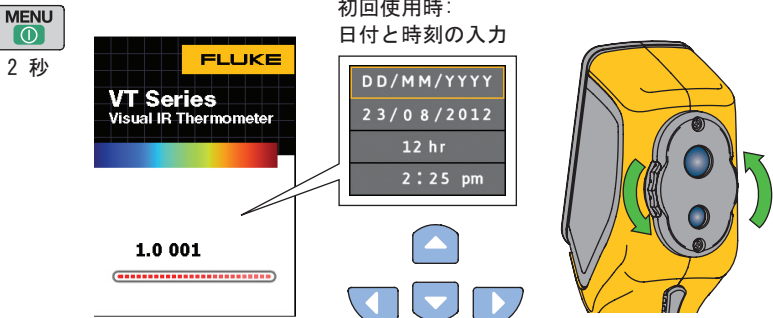 MENU
2 秒
FLUKE
VT Series
Visual IR Thermometer
1.0 001
初回使用時:
日付と時刻の入力
DD/MM/YYYY
23/08/2012
12 hr
2:25 pm